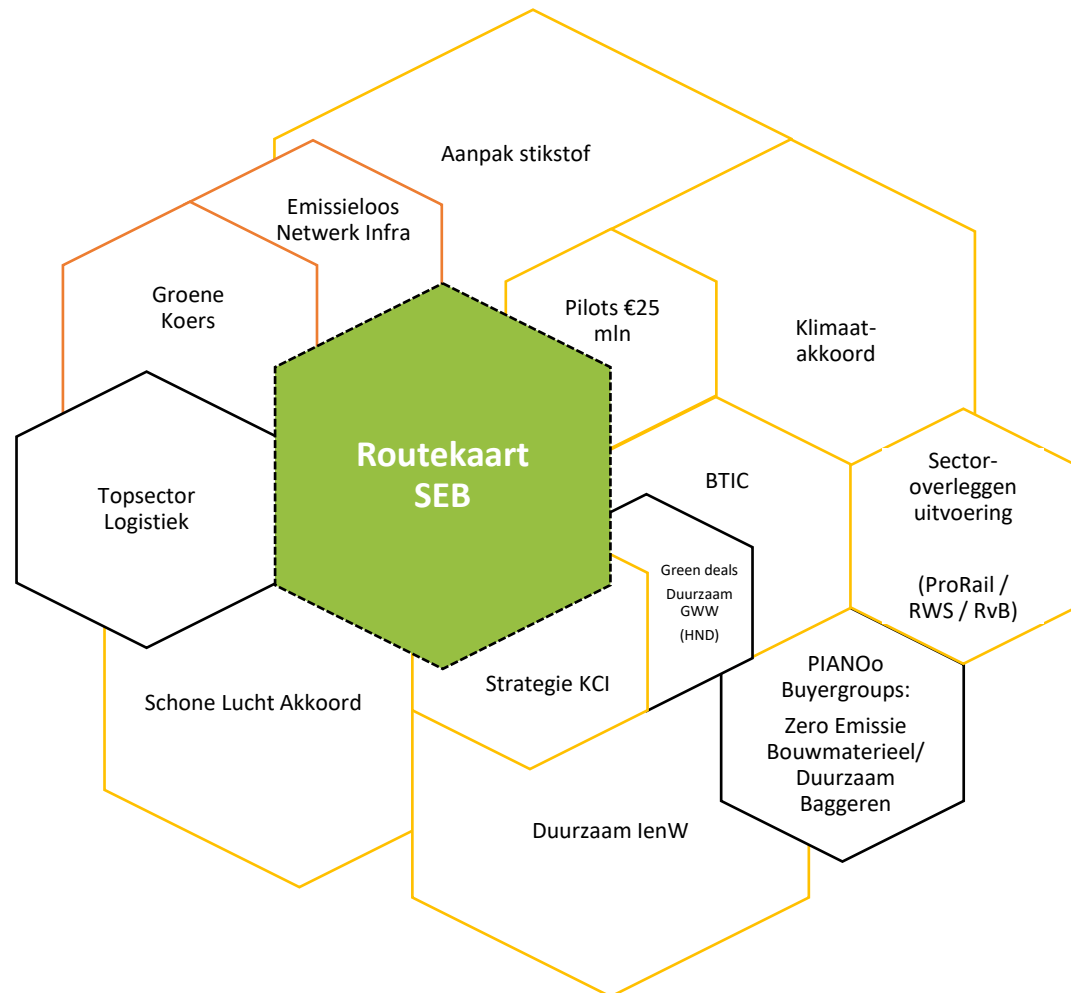 Aanpak stikstof
Emissieloos
Netwerk Infra
Groene
Koers
Pilots €25
mln
Klimaat-
akkoord
Routekaart
SEB
Topsector
Logistiek
BTIC
Sector-
overleggen
uitvoering
(ProRail /
RWS / RvB)
Green deals
Duurzaam
GWW
(HND)
Strategie KCI
Schone Lucht Akkoord
PIANOo
Buyergroups:
Zero Emissie
Bouwmaterieel/
Duurzaam
Baggeren
Duurzaam IenW